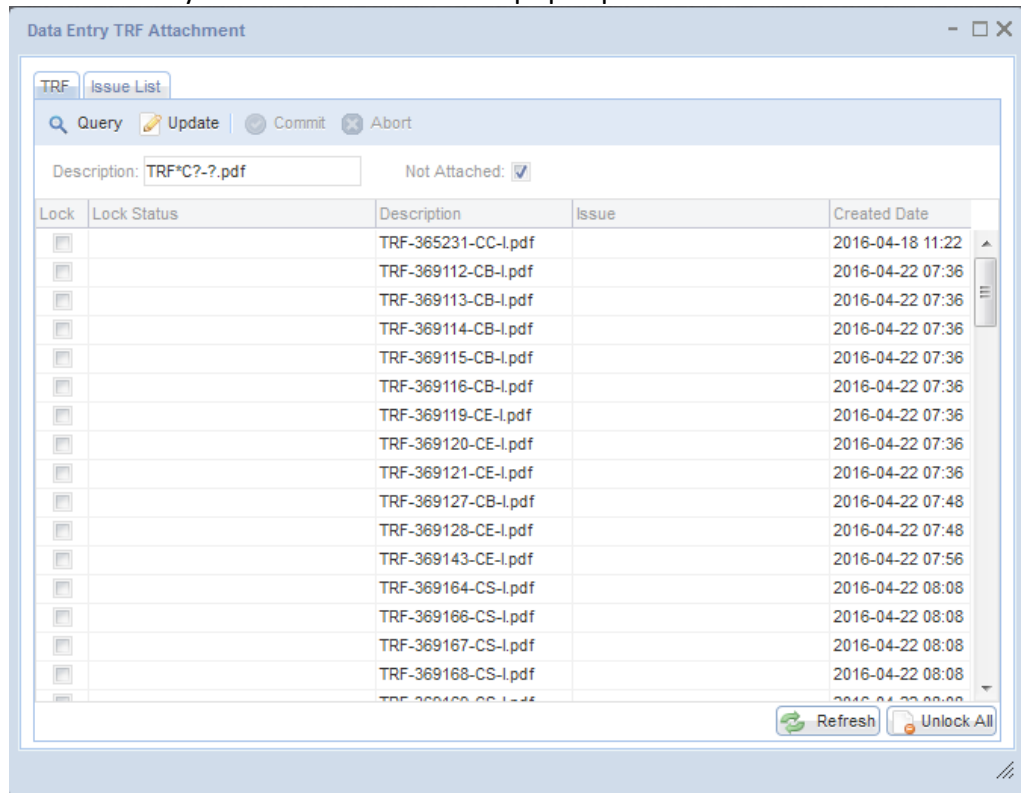 Data Entry TRF Attachment
TRF Issue List
Query Update Commit Abort
Description: TRF*C?-?.pdf Not Attached:
Lock Lock Status Description Issue Created Date
TRF-365231-CC-I.pdf 2016-04-18 11:22
TRF-369112-CB-I.pdf 2016-04-22 07:36
TRF-369113-CB-I.pdf 2016-04-22 07:36
TRF-369114-CB-I.pdf 2016-04-22 07:36
TRF-369115-CB-I.pdf 2016-04-22 07:36
TRF-369116-CB-I.pdf 2016-04-22 07:36
TRF-369119-CE-I.pdf 2016-04-22 07:36
TRF-369120-CE-I.pdf 2016-04-22 07:36
TRF-369121-CE-I.pdf 2016-04-22 07:36
TRF-369127-CB-I.pdf 2016-04-22 07:48
TRF-369128-CE-I.pdf 2016-04-22 07:48
TRF-369143-CE-I.pdf 2016-04-22 07:56
TRF-369164-CS-I.pdf 2016-04-22 08:08
TRF-369166-CS-I.pdf 2016-04-22 08:08
TRF-369167-CS-I.pdf 2016-04-22 08:08
TRF-369168-CS-I.pdf 2016-04-22 08:08
Refresh Unlock All